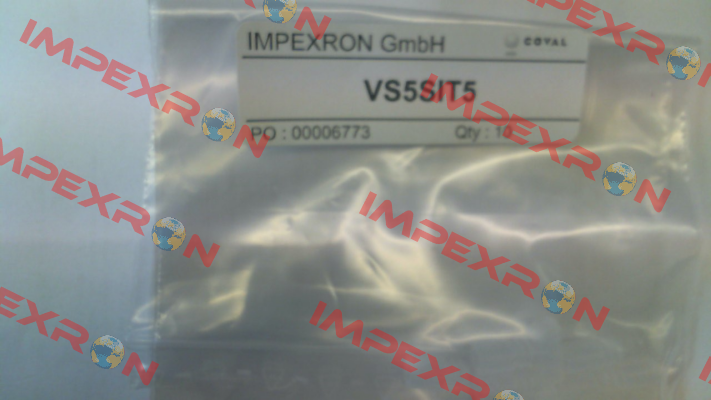 IMPEXRON GmbH COVAL
VS5SIT5
PO : 00006773 Qty : 10
IMPEXRON
IMPEXRON
IMPEXRON
IMPEXRON
IMPEXRON
IMPEXRON
IMPEXRON